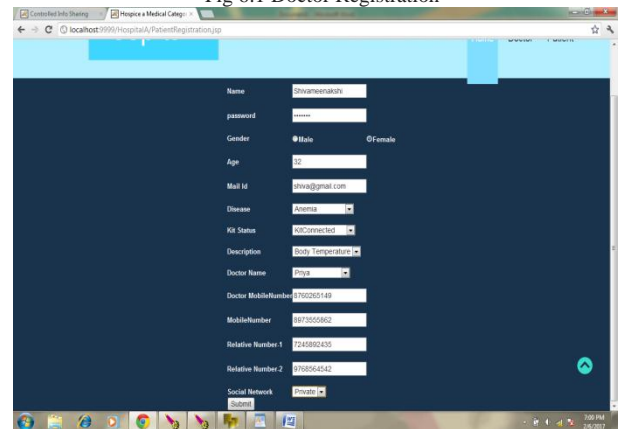 Fig 6.1 Doctor Registration
Controlled Info Sharing
Hospice a Medical Catego
localhost:9999/HospitalA/PatientRegistration.jsp
Name Shivameenakshi
password •••••••
Gender Male Female
Age 32
Mail Id shiva@gmail.com
Disease Anemia
Kit Status KitConnected
Description Body Temperature
Doctor Name Priya
Doctor MobileNumber 8760265149
MobileNumber 8973555862
Relative Number-1 7245892435
Relative Number-2 9768564542
Social Network Private
Submit
7:00 PM
2/6/2017